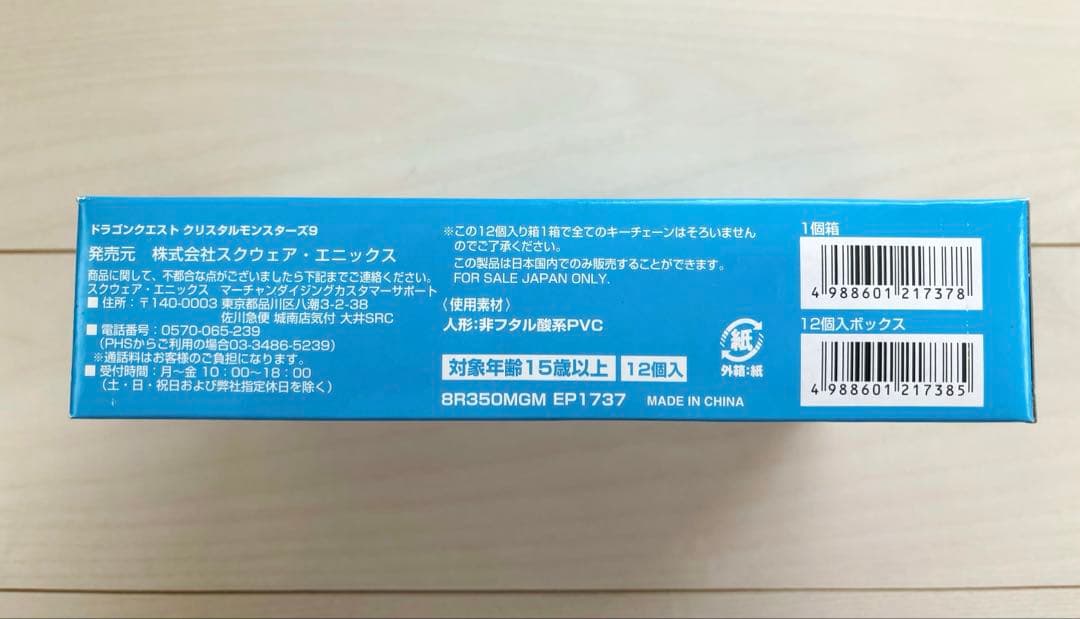 ドラゴンクエスト クリスタルモンスターズ9
発売元　株式会社スクウェア・エニックス
商品に関して、不都合な点がございましたら下記までご連絡ください。
スクウェア・エニックス　マーチャンダイジングカスタマーサポート
■ 住所：〒140-0003 東京都品川区八潮3-2-38
佐川急便 城南店気付 大井SRC
■ 電話番号：0570-065-239
(PHSからご利用の場合03-3486-5239)
※通話料はお客様のご負担になります。
■ 受付時間：月〜金 10：00〜18：00
（土・日・祝日および弊社指定休日を除く）
※この12個入り箱1箱で全てのキーチェーンはそろいません
のでご了承ください。
この製品は日本国内でのみ販売することができます。
FOR SALE JAPAN ONLY.
〈使用素材〉
人形：非フタル酸系PVC
対象年齢15歳以上 12個入
8R350MGM EP1737 MADE IN CHINA
紙
外箱：紙
1個箱
4 988601 217378
12個入ボックス
4 988601 217385